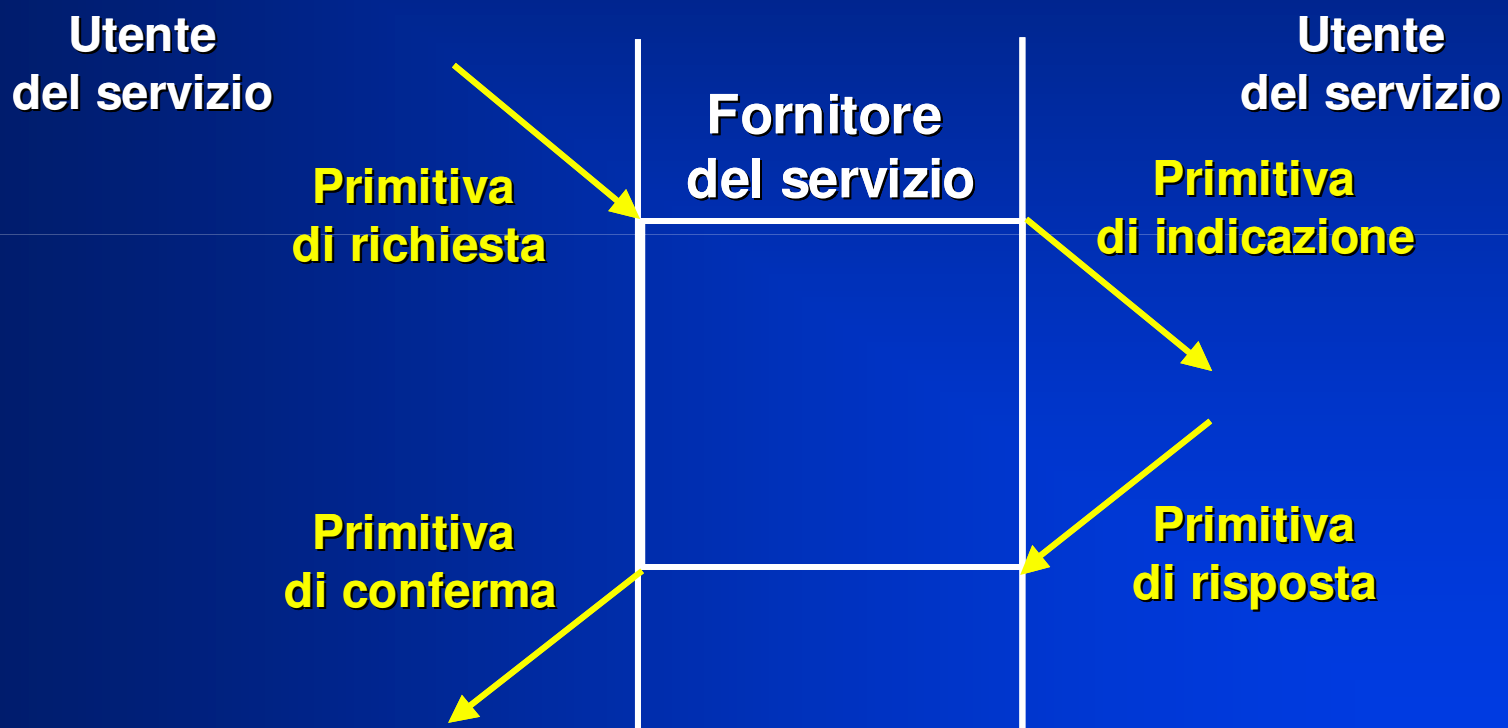 Utente
del servizio
Fornitore
del servizio
Utente
del servizio
Primitiva
di richiesta
Primitiva
di indicazione
Primitiva
di conferma
Primitiva
di risposta